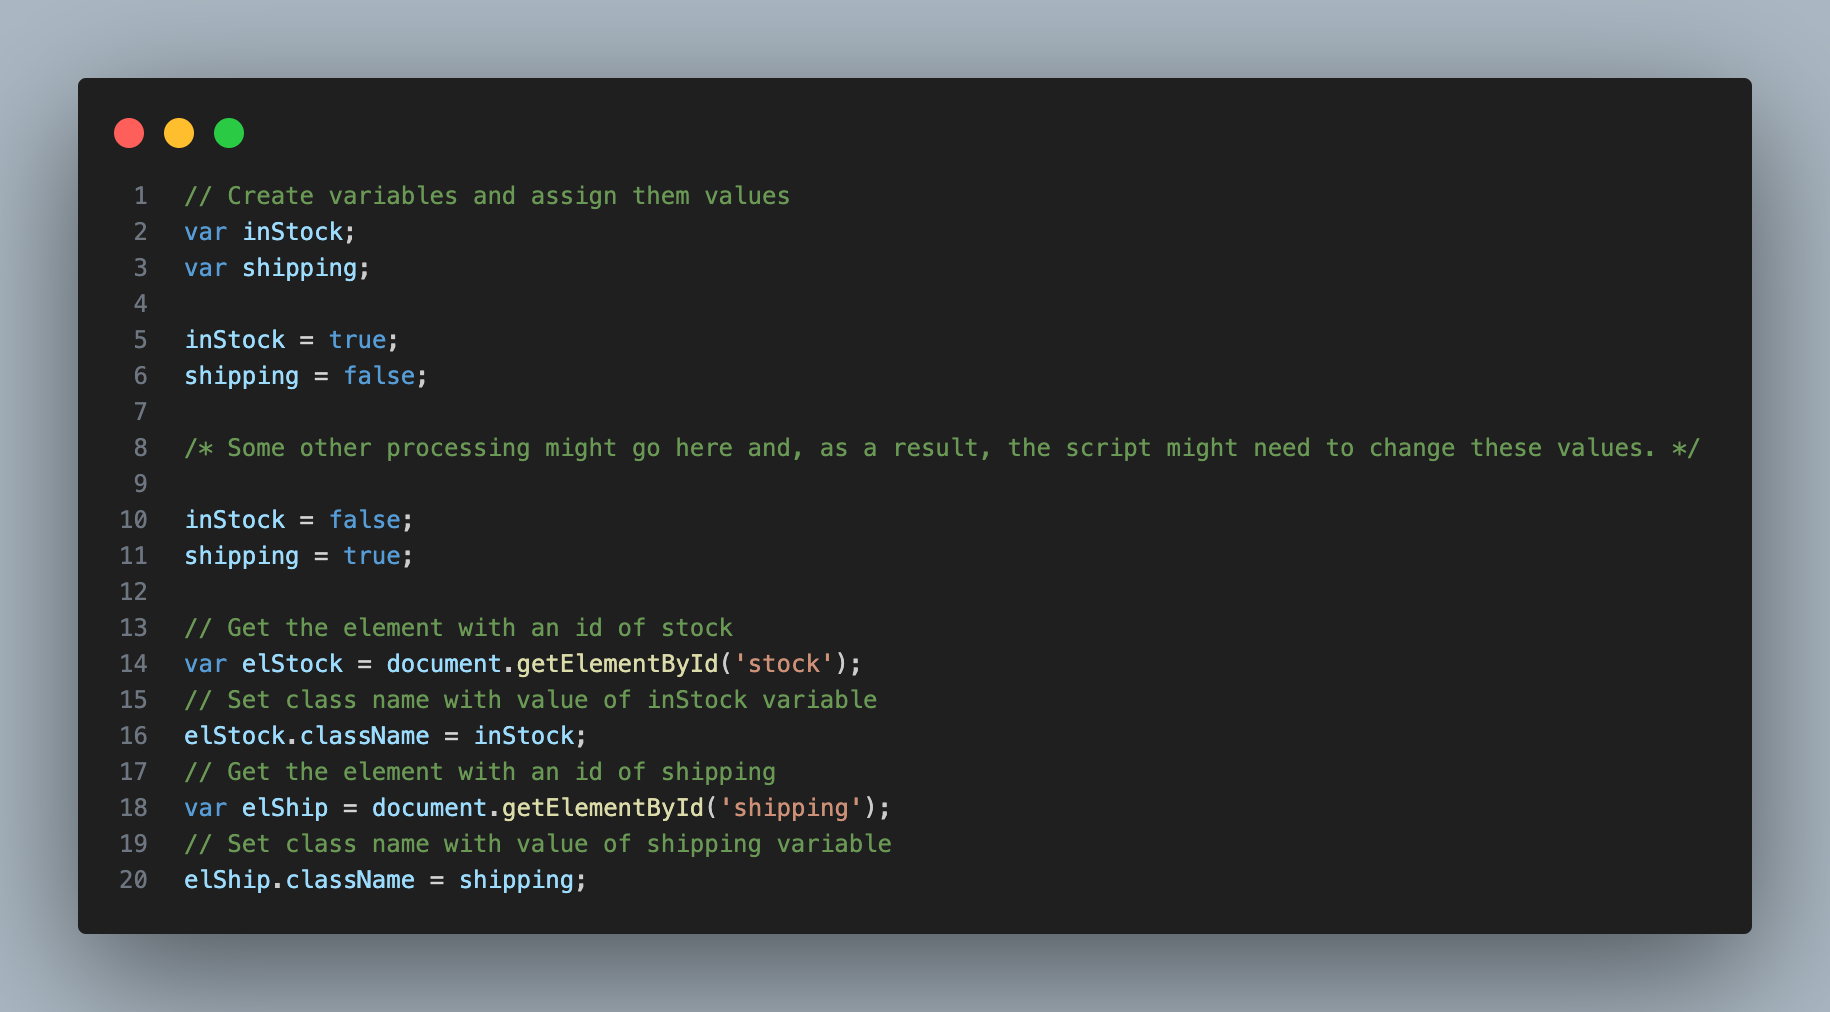 1 // Create variables and assign them values
2 var inStock;
3 var shipping;
4
5 inStock = true;
6 shipping = false;
7
8 /* Some other processing might go here and, as a result, the script might need to change these values. */
9
10 inStock = false;
11 shipping = true;
12
13 // Get the element with an id of stock
14 var elStock = document.getElementById('stock');
15 // Set class name with value of inStock variable
16 elStock.className = inStock;
17 // Get the element with an id of shipping
18 var elShip = document.getElementById('shipping');
19 // Set class name with value of shipping variable
20 elShip.className = shipping;